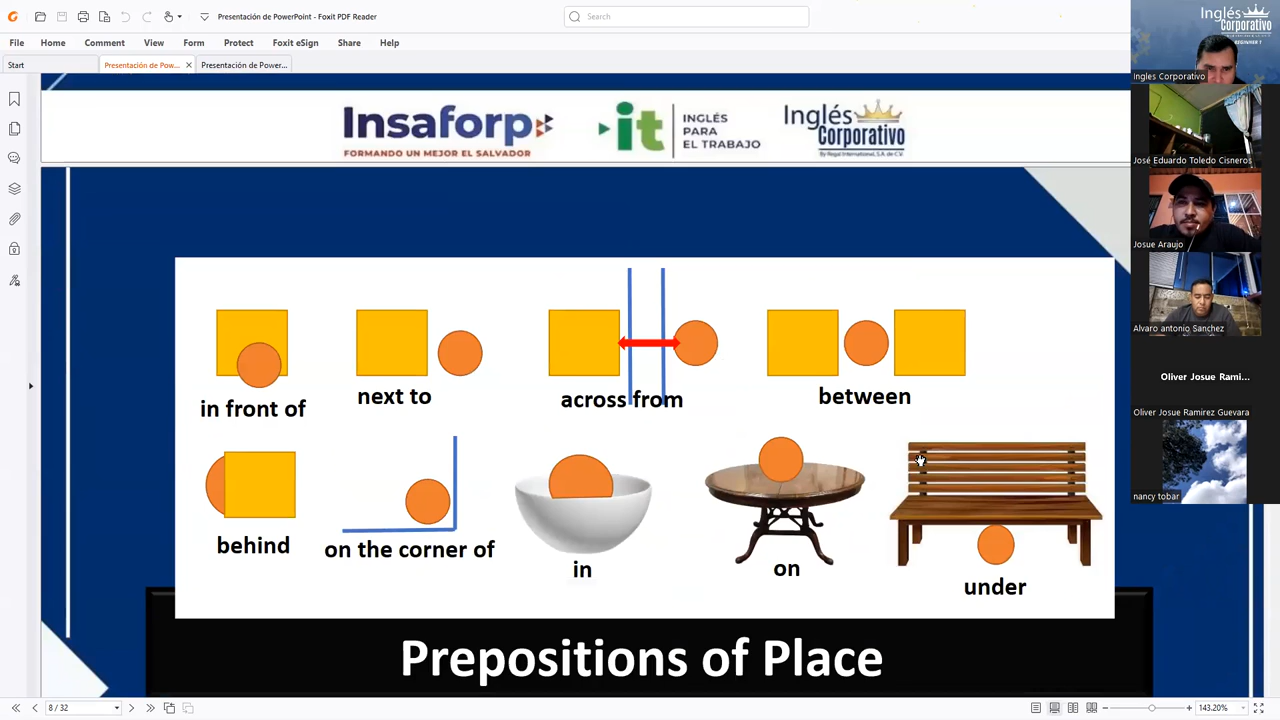 Presentación de PowerPoint - Foxit PDF Reader
Search
File Home Comment View Form Protect Foxit eSign Share Help
Start
Presentación de Pow...
Presentación de Power...
Insaforp
FORMANDO UN MEJOR EL SALVADOR
it
INGLÉS
PARA
EL TRABAJO
Inglés
Corporativo
By Regal International, S.A. de C.V.
in front of
next to
across from
between
behind
on the corner of
in
on
under
Prepositions of Place
8 / 32
143.20%
Inglés
Corporativo
BEGINNER 1
Ingles Corporativo
José Eduardo Toledo Cisneros
Josue Araujo
Alvaro antonio Sanchez
Oliver Josue Rami...
Oliver Josue Ramirez Guevara
nancy tobar